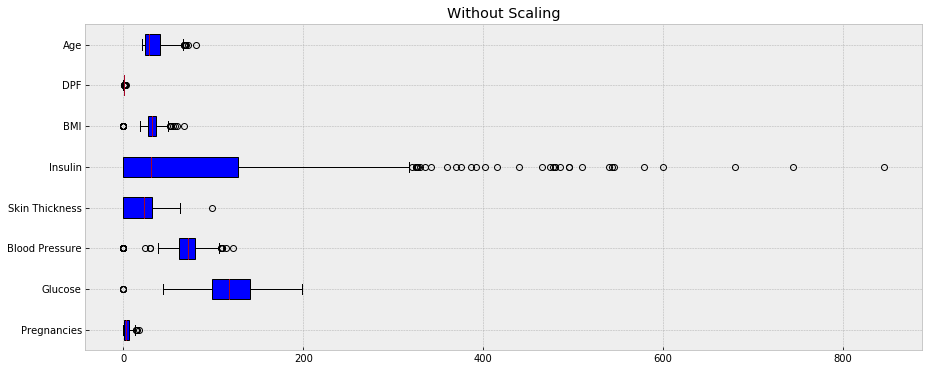 Without Scaling
Age
DPF
BMI
Insulin
Skin Thickness
Blood Pressure
Glucose
Pregnancies
0 200 400 600 800